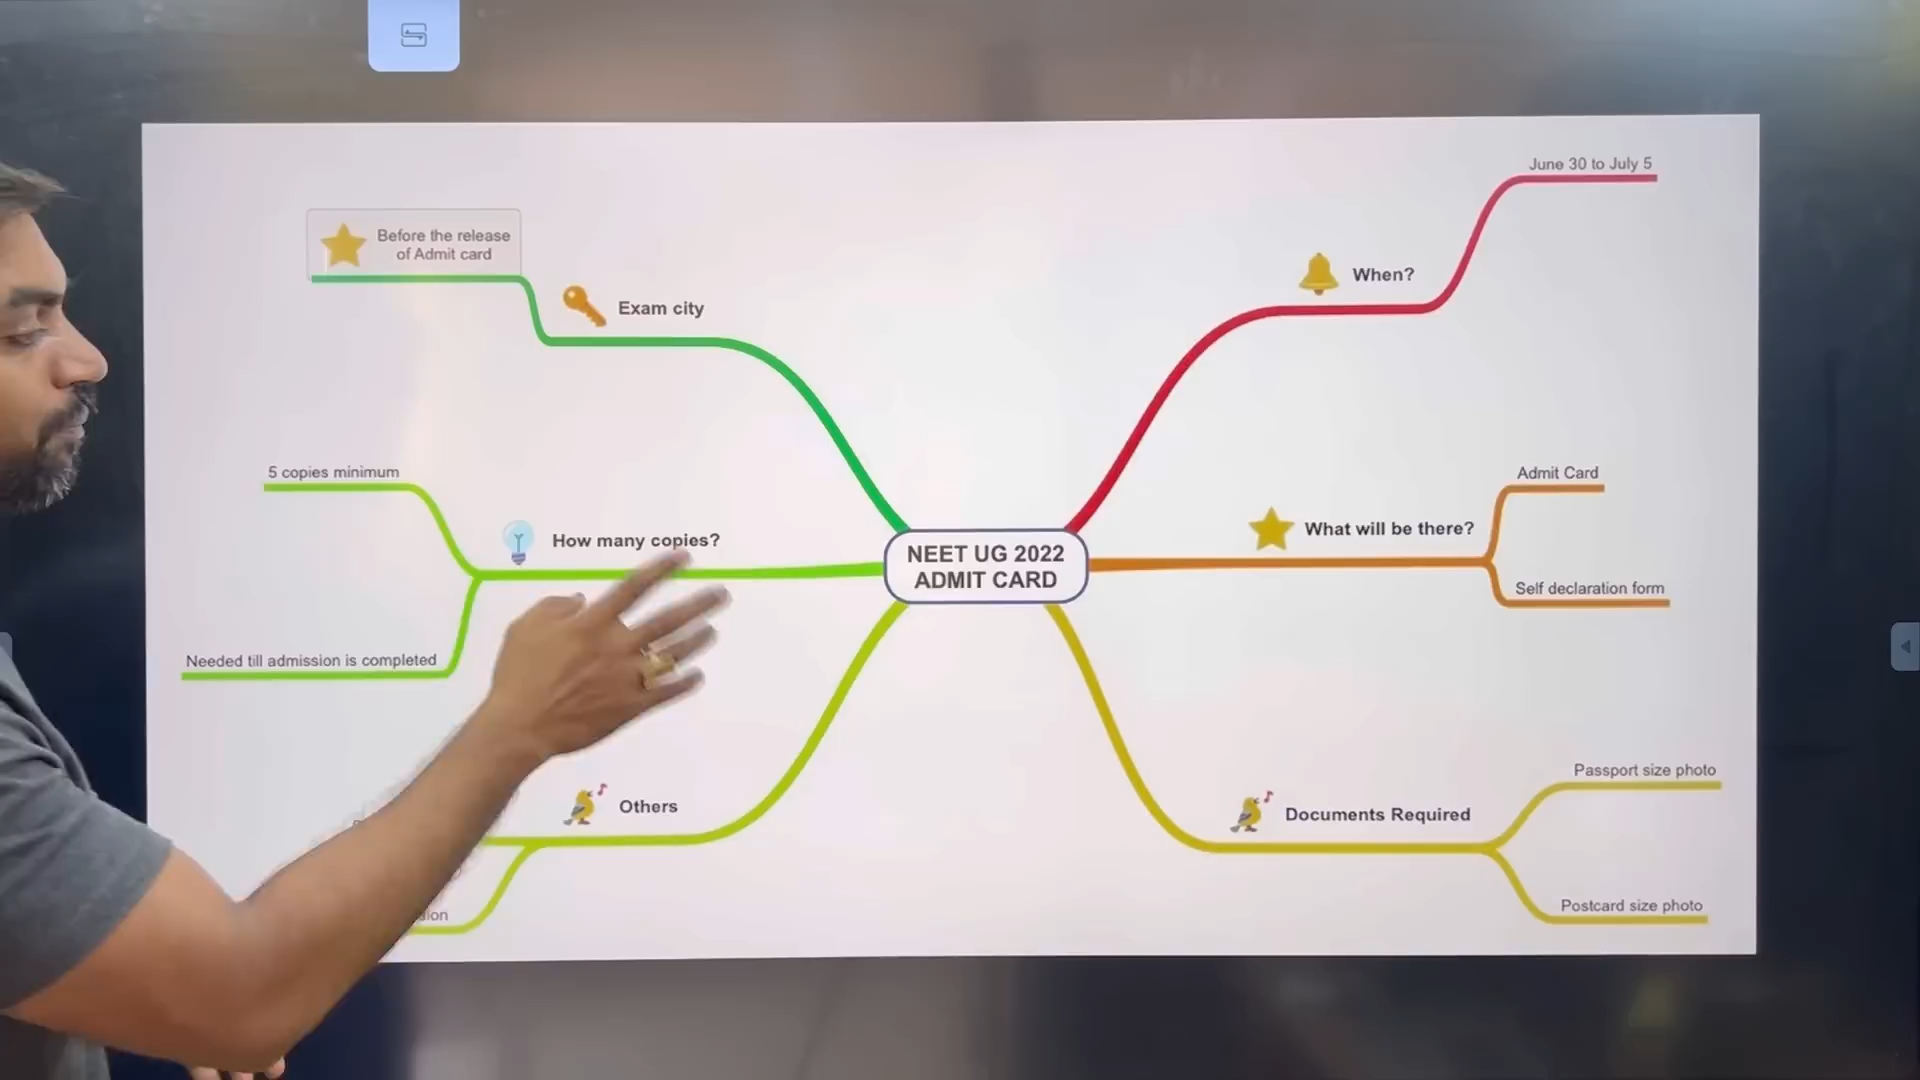 June 30 to July 5
Before the release
of Admit card
When?
Exam city
5 copies minimum
Admit Card
What will be there?
How many copies?
NEET UG 2022
ADMIT CARD
Self declaration form
Needed till admission is completed
Passport size photo
Others
Documents Required
Postcard size photo